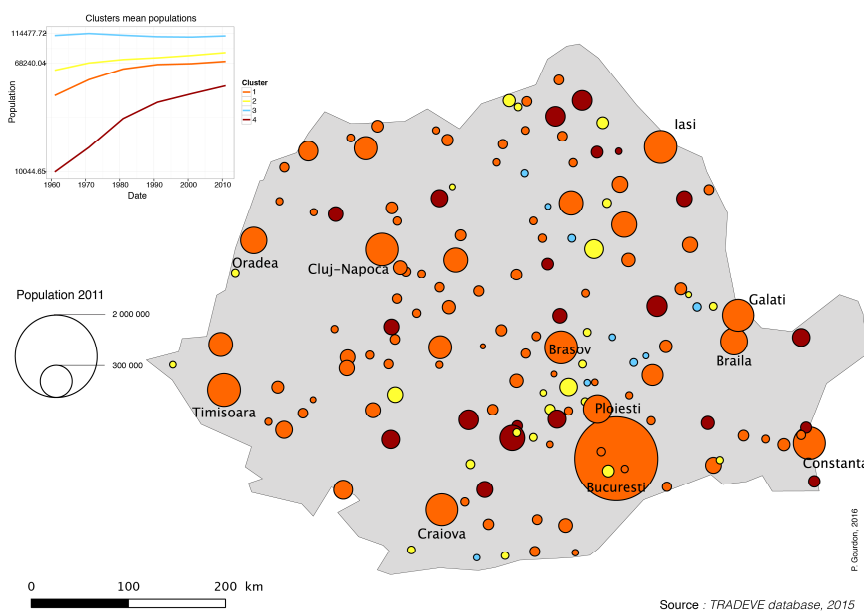 Clusters mean populations
114477.72
68240.04
10044.65
Population
1960 1970 1980 1990 2000 2010
Date
Cluster
1
2
3
4
Iasi
Oradea
Cluj-Napoca
Population 2011
2 000 000
300 000
Galati
Brasov
Braila
Timisoara
Ploiesti
Constanta
Bucuresti
Craiova
P. Gourdon, 2016
0 100 200 km
Source : TRADEVE database, 2015